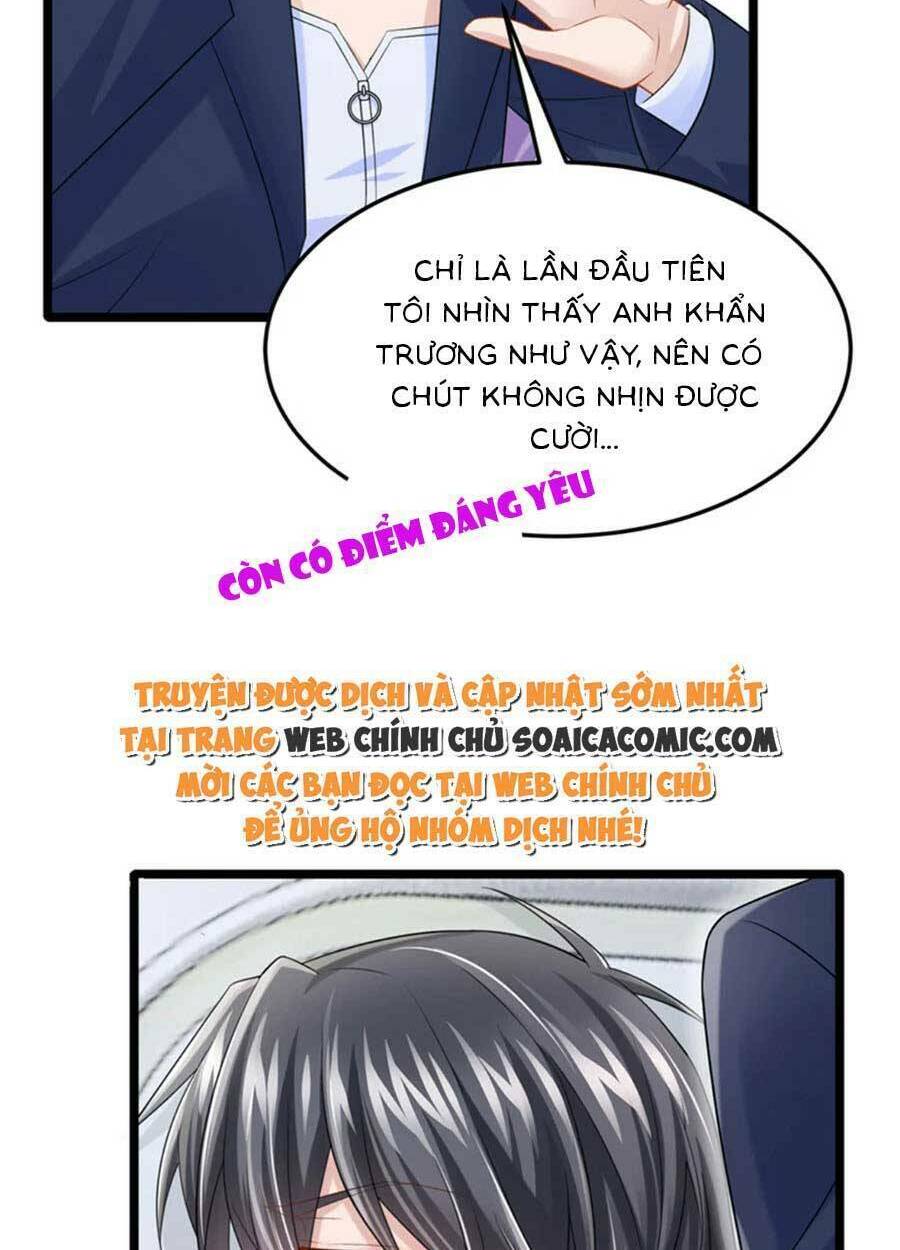 CHỈ LÀ LẦN ĐẦU TIÊN
TÔI NHÌN THẤY ANH KHẨN
TRƯƠNG NHƯ VẬY, NÊN CÓ
CHÚT KHÔNG NHỊN ĐƯỢC
CƯỜI...
CÒN CÓ ĐIỂM ĐÁNG YÊU
TRUYỆN ĐƯỢC DỊCH VÀ CẬP NHẬT SỚM NHẤT
TẠI TRANG WEB CHÍNH CHỦ SOAICACOMIC.COM
MỜI CÁC BẠN ĐỌC TẠI WEB CHÍNH CHỦ
ĐỂ ỦNG HỘ NHÓM DỊCH NHÉ!